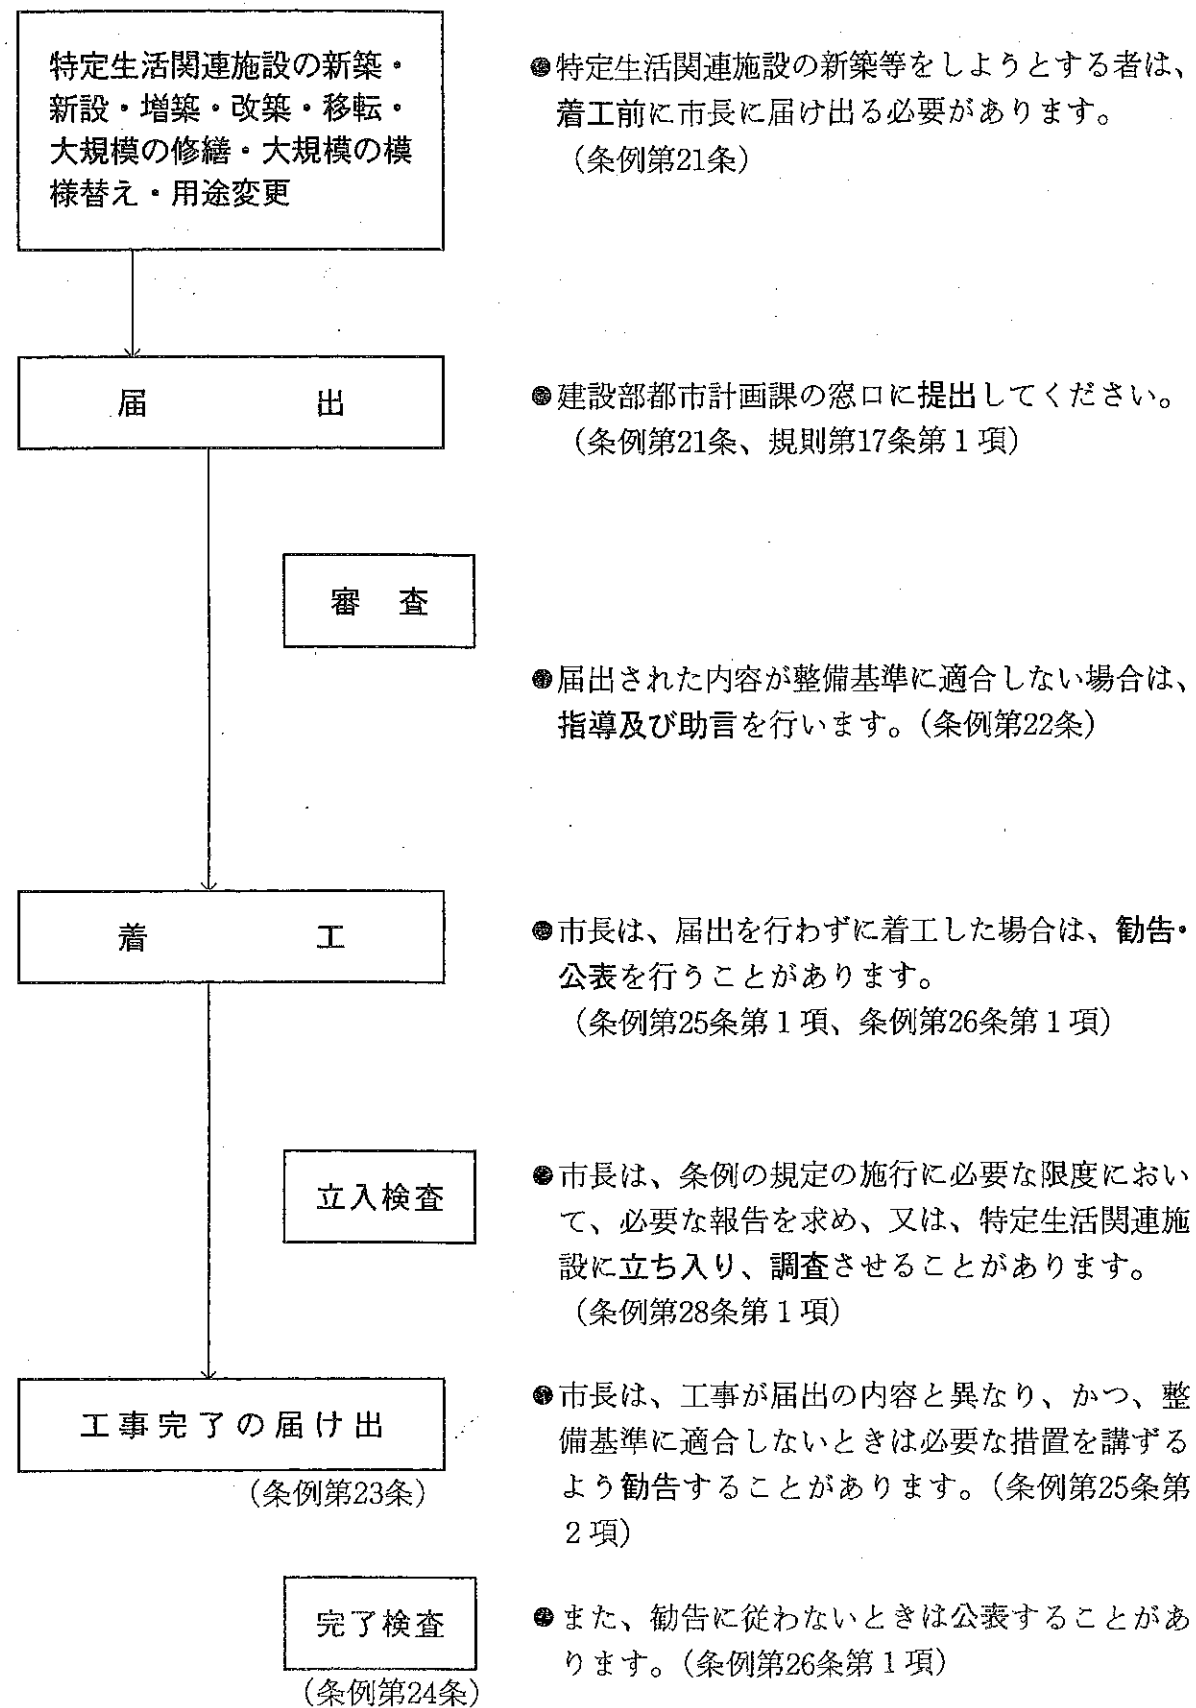 特定生活関連施設の新築・
新設・増築・改築・移転・
大規模の修繕・大規模の模
様替え・用途変更
●特定生活関連施設の新築等をしようとする者は、
着工前に市長に届け出る必要があります。
(条例第21条)
届　　出
●建設部都市計画課の窓口に提出してください。
(条例第21条、規則第17条第1項)
審　査
●届出された内容が整備基準に適合しない場合は、
指導及び助言を行います。(条例第22条)
着　　工
●市長は、届出を行わずに着工した場合は、勧告・
公表を行うことがあります。
(条例第25条第1項、条例第26条第1項)
立入検査
●市長は、条例の規定の施行に必要な限度におい
て、必要な報告を求め、又は、特定生活関連施
設に立ち入り、調査させることがあります。
(条例第28条第1項)
工事完了の届け出
(条例第23条)
●市長は、工事が届出の内容と異なり、かつ、整
備基準に適合しないときは必要な措置を講ずる
よう勧告することがあります。(条例第25条第
2項)
完了検査
(条例第24条)
●また、勧告に従わないときは公表することがあ
ります。(条例第26条第1項)